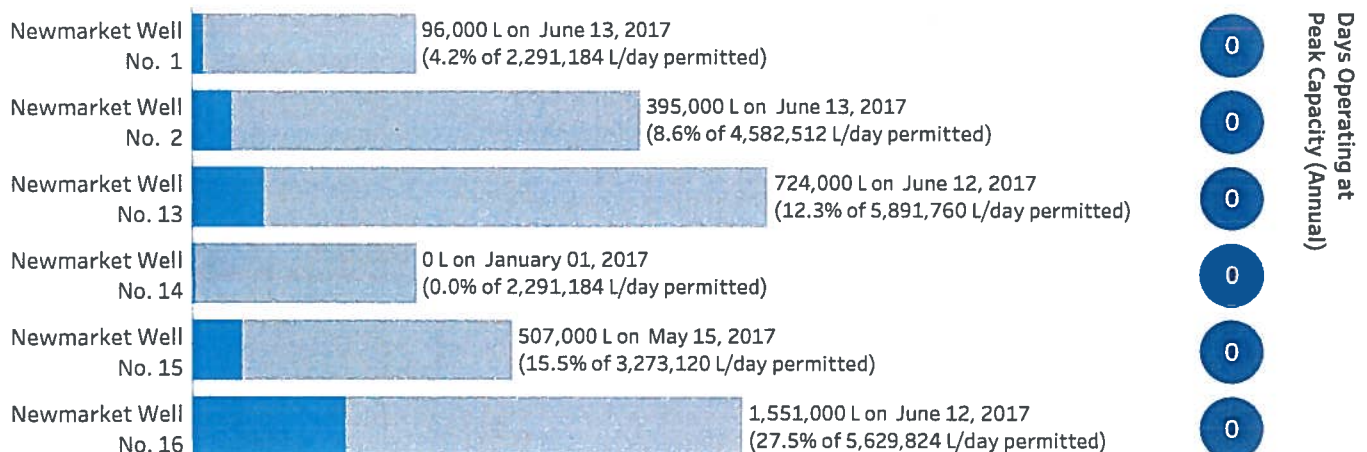 Newmarket Well
No. 1
96,000 L on June 13, 2017
(4.2% of 2,291,184 L/day permitted)
0
Newmarket Well
No. 2
395,000 L on June 13, 2017
(8.6% of 4,582,512 L/day permitted)
0
Newmarket Well
No. 13
724,000 L on June 12, 2017
(12.3% of 5,891,760 L/day permitted)
0
Newmarket Well
No. 14
0 L on January 01, 2017
(0.0% of 2,291,184 L/day permitted)
0
Newmarket Well
No. 15
507,000 L on May 15, 2017
(15.5% of 3,273,120 L/day permitted)
0
Newmarket Well
No. 16
1,551,000 L on June 12, 2017
(27.5% of 5,629,824 L/day permitted)
0
Days Operating at
Peak Capacity (Annual)